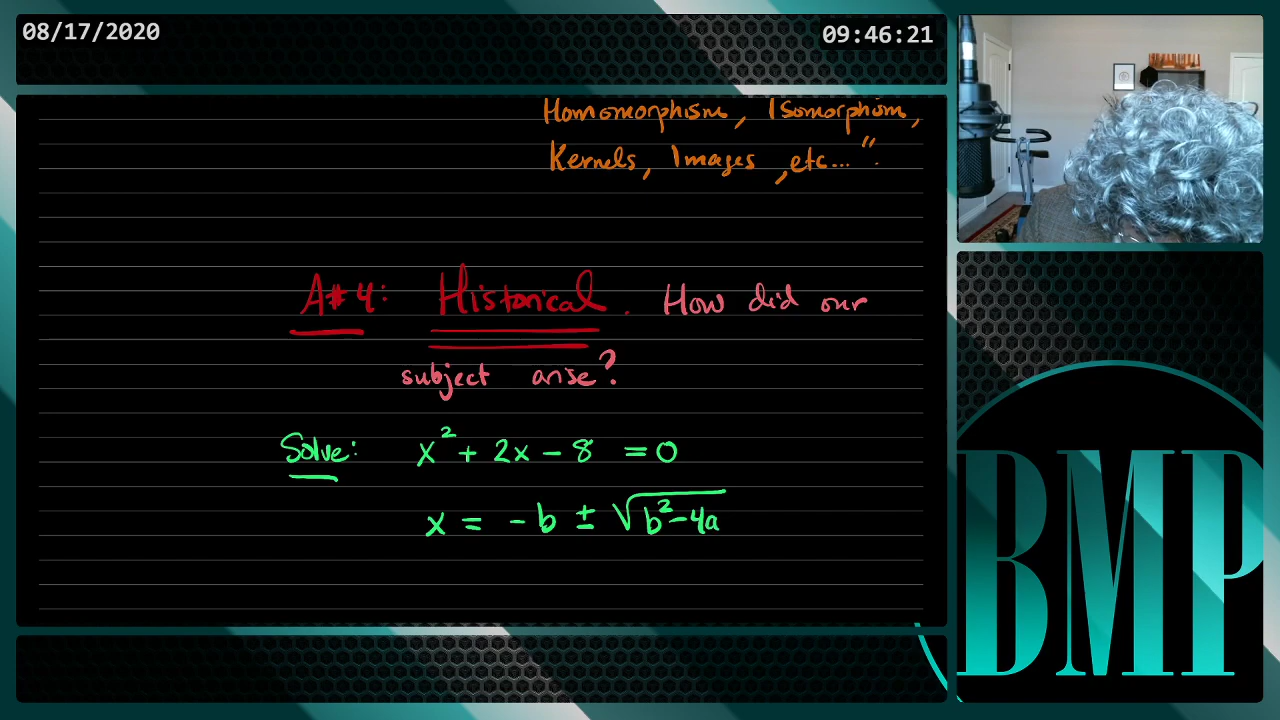 08/17/2020
09:46:21
Homomorphism, Isomorphism,
Kernels, Images, etc... ".
A#4: Historical. How did our
subject arise?
Solve: x² + 2x - 8 = 0
x = -b ± √b²-4a
BMP